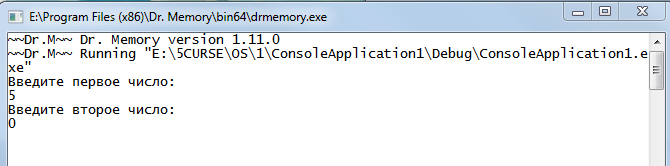 E:\Program Files (x86)\Dr. Memory\bin64\drmemory.exe
~~Dr.M~~ Dr. Memory version 1.11.0
~~Dr.M~~ Running "E:\5CURSE\OS\1\ConsoleApplication1\Debug\ConsoleApplication1.e
xe"
Введите первое число:
5
Введите второе число:
0